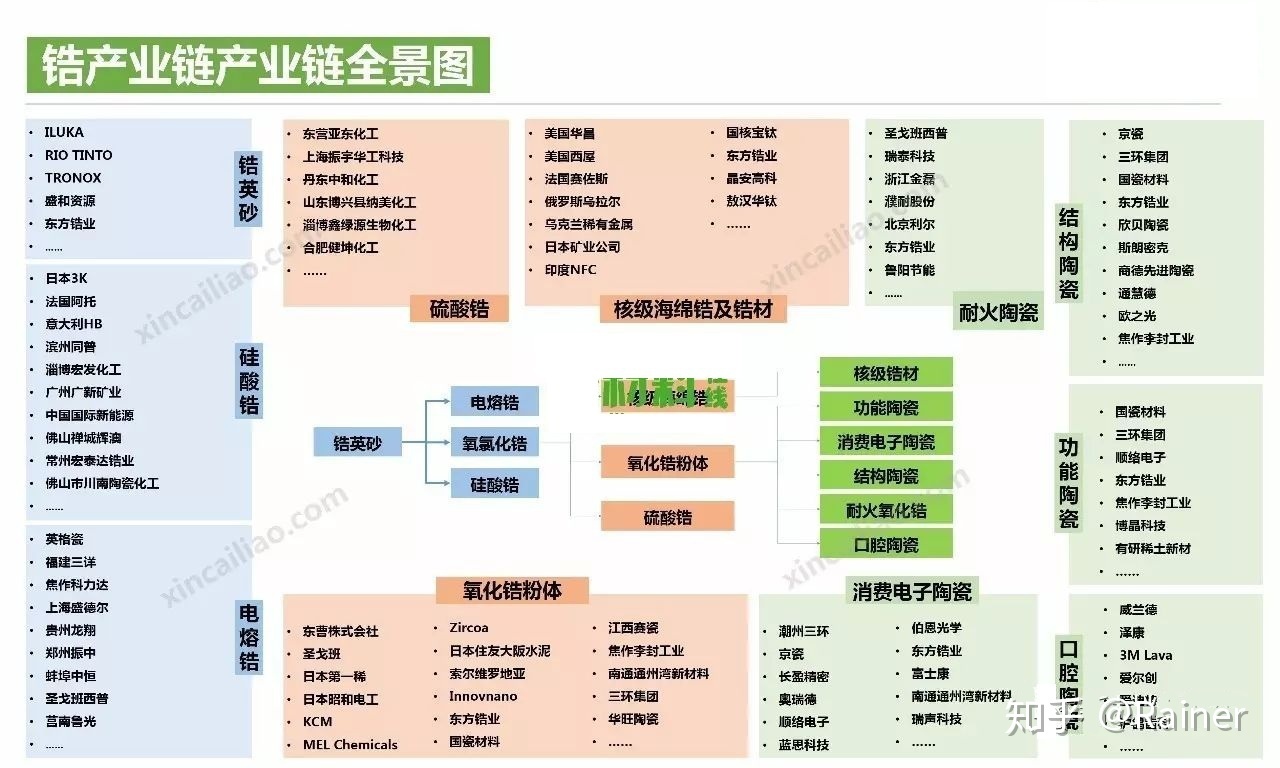 锆产业链产业链全景图
ILUKA
RIO TINTO
TRONOX
盛和资源
东方锆业
......
锆英砂
日本3K
法国阿托
意大利HB
滨州同普
淄博宏发化工
广州广新矿业
中国国际新能源
佛山禅城辉滴
常州宏泰达锆业
佛山市川南陶瓷化工
......
硅酸锆
英格瓷
福建三洋
焦作科力达
上海盛德尔
贵州龙翔
郑州振中
蚌埠中恒
圣戈班西普
莒南鲁光
......
电熔锆
东营亚东化工
上海振宇华工科技
丹东中和化工
山东博兴县纳美化工
淄博鑫绿源生物化工
合肥健坤化工
......
硫酸锆
美国华昌
美国西屋
法国赛佐斯
俄罗斯乌拉尔
乌克兰稀有金属
日本矿业公司
印度NFC
国核宝钛
东方锆业
晶安高科
敖汉华钛
......
核级海绵锆及锆材
圣戈班西普
瑞泰科技
浙江金磊
濮耐股份
北京利尔
东方锆业
鲁阳节能
......
耐火陶瓷
京瓷
三环集团
国瓷材料
东方锆业
欣贝陶瓷
斯朗密克
商德先进陶瓷
通慧德
欧之光
焦作李封工业
......
结构陶瓷
锆英砂
电熔锆
氧氯化锆
硅酸锆
氧化锆粉体
硫酸锆
核级锆材
功能陶瓷
消费电子陶瓷
结构陶瓷
耐火氧化锆
口腔陶瓷
国瓷材料
三环集团
顺络电子
东方锆业
焦作李封工业
博晶科技
有研稀土新材
......
功能陶瓷
氧化锆粉体
东曹株式会社
圣戈班
日本第一稀
日本昭和电工
KCM
MEL Chemicals
Zircoa
日本住友大阪水泥
索尔维罗地亚
Innovnano
东方锆业
国瓷材料
江西赛瓷
焦作李封工业
南通通州湾新材料
三环集团
华旺陶瓷
......
消费电子陶瓷
潮州三环
京瓷
长盈精密
奥瑞德
顺络电子
蓝思科技
伯恩光学
东方锆业
富士康
南通通州湾新材料
瑞声科技
......
威兰德
泽康
3M Lava
爱尔创
......
口腔陶瓷
xincailiao.com
xincailiao.com
xincailiao.com
知乎 @Rainer